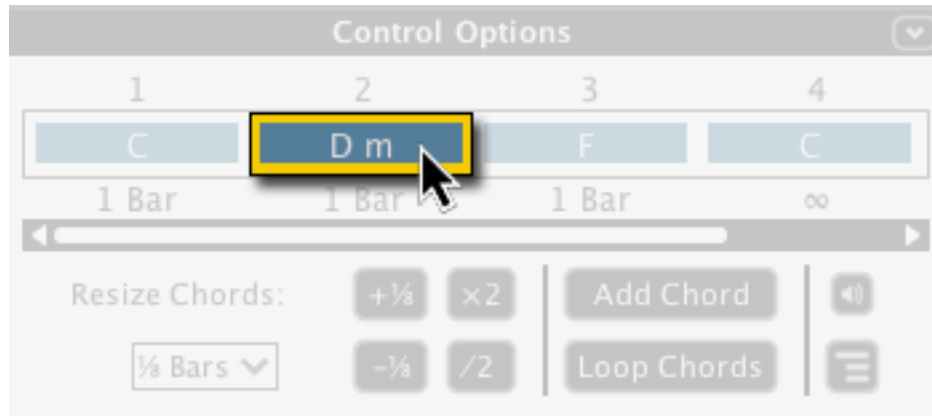 Control Options
1 2 3 4
C D m F C
1 Bar 1 Bar 1 Bar ∞
Resize Chords: +⅛ ×2 Add Chord
⅛ Bars -⅛ /2 Loop Chords